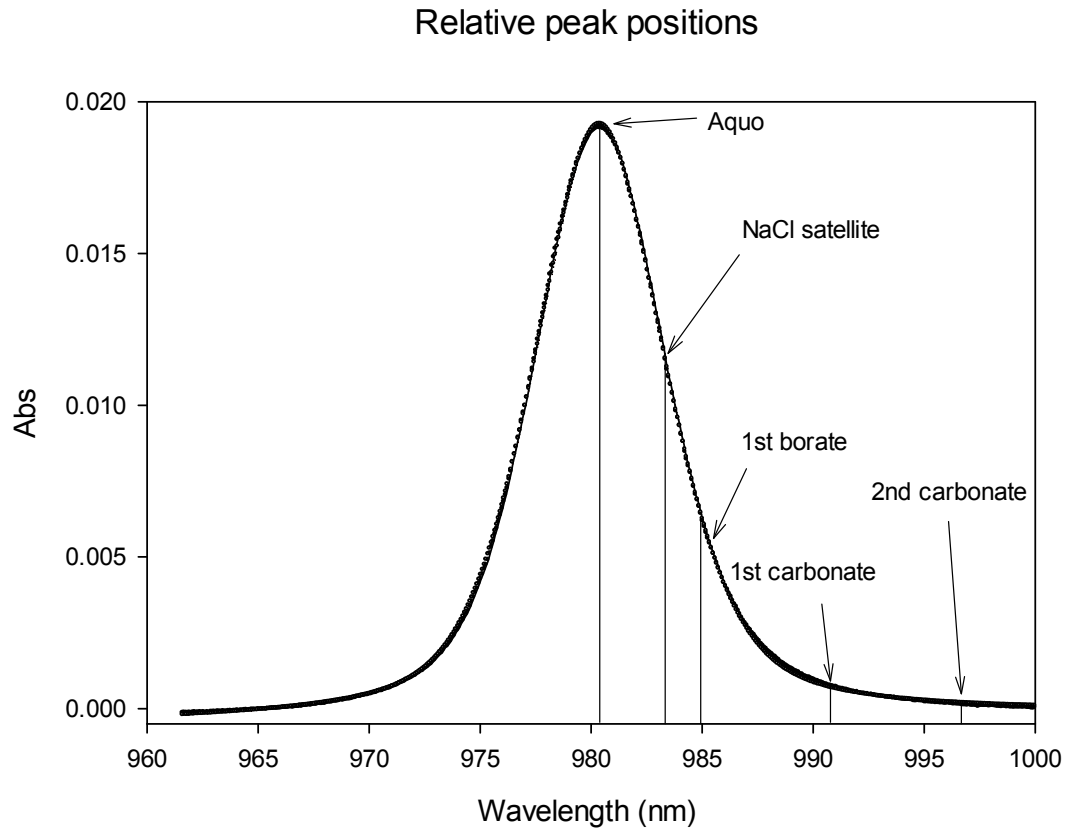 Relative peak positions
0.020
0.015
0.010
0.005
0.000
Abs
Aquo
NaCl satellite
1st borate
2nd carbonate
1st carbonate
960 965 970 975 980 985 990 995 1000
Wavelength (nm)